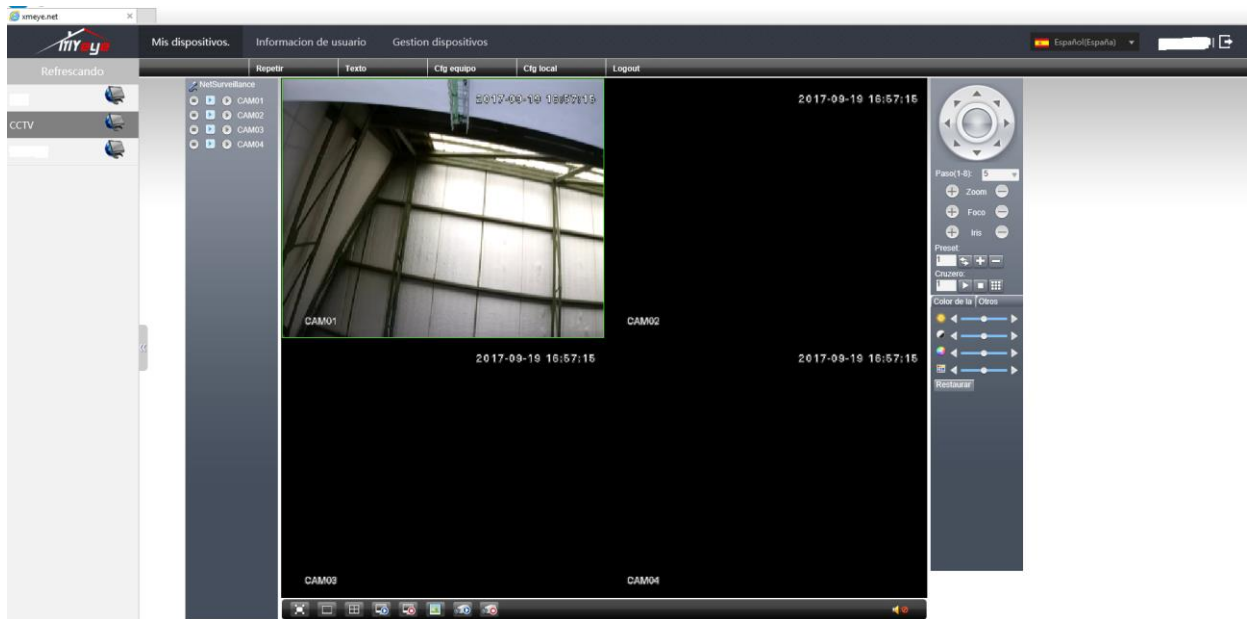 xmeye.net
MYeye
Mis dispositivos.
Informacion de usuario
Gestion dispositivos
Español(España)
Refrescando
Repetir
Texto
Cfg equipo
Cfg local
Logout
CCTV
NetSurveillance
CAM01
CAM02
CAM03
CAM04
2017-09-19 16:57:15
CAM01
2017-09-19 16:57:15
CAM02
2017-09-19 16:57:15
CAM03
2017-09-19 16:57:15
CAM04
Paso(1-8): 5
Zoom
Foco
Iris
Preset:
1
Cruzero:
1
Color de la
Otros
Restaurar